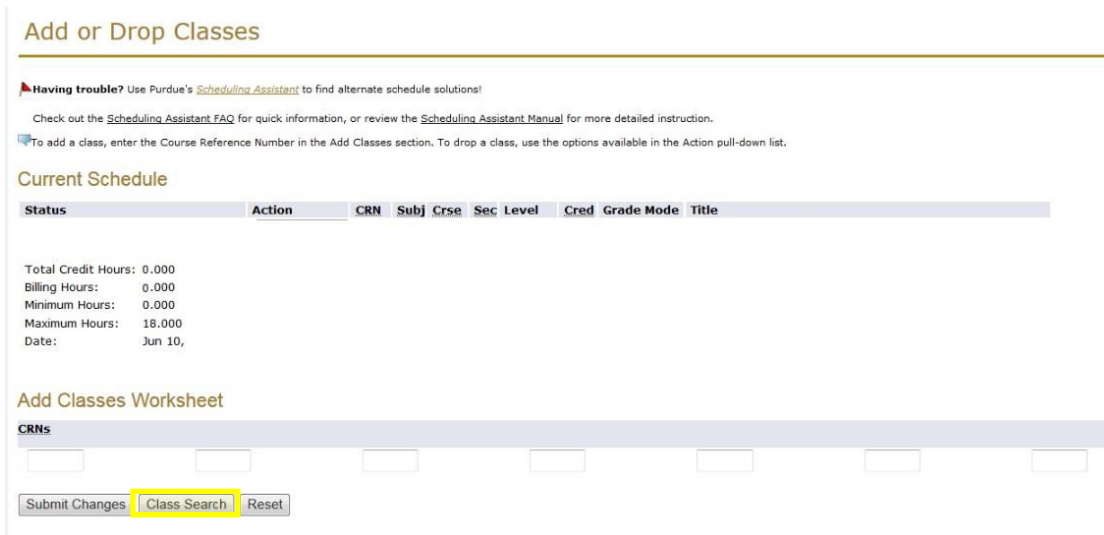 Add or Drop Classes
Having trouble? Use Purdue's Scheduling Assistant to find alternate schedule solutions!
Check out the Scheduling Assistant FAQ for quick information, or review the Scheduling Assistant Manual for more detailed instruction.
To add a class, enter the Course Reference Number in the Add Classes section. To drop a class, use the options available in the Action pull-down list.
Current Schedule
Status Action CRN Subj Crse Sec Level Cred Grade Mode Title
Total Credit Hours: 0.000
Billing Hours: 0.000
Minimum Hours: 0.000
Maximum Hours: 18.000
Date: Jun 10,
Add Classes Worksheet
CRNs
Submit Changes Class Search Reset